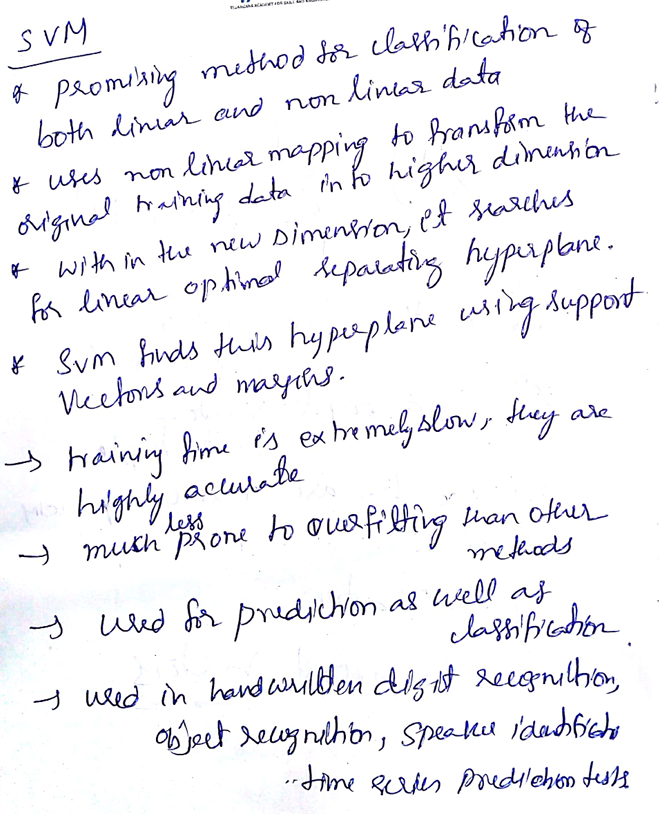 SVM
* promising method for classification of
both linear and non linear data
* uses non linear mapping to transform the
original training data in to higher dimension
* with in the new Dimension, it searches
for linear optimal separating hyperplane.
* Svm finds this hyperplane using support
Vectors and margins.
→ training time is extremely slow, they are
highly accurate
less
→ much prone to overfitting than other
methods
→ used for prediction as well as
classification.
→ used in handwritten digit recognition,
object recognition, speaker
time series prediction tests